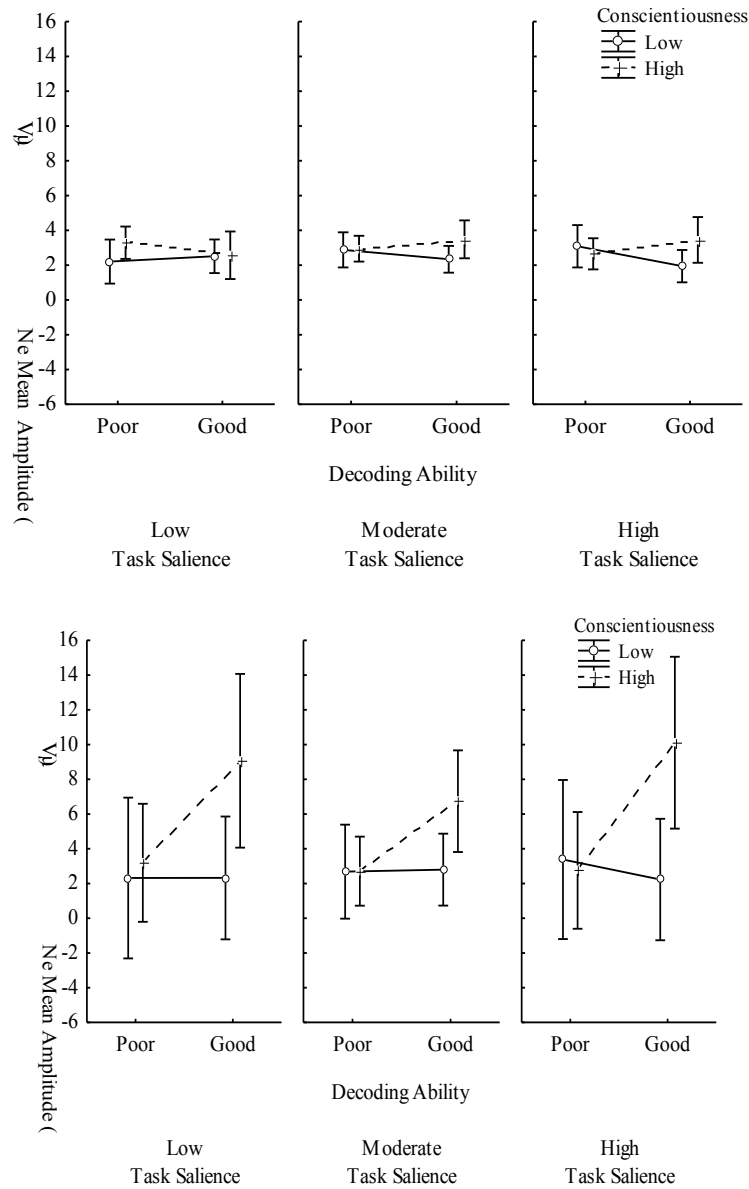 Conscientiousness
Low
High
16
14
12
10
8
6
4
2
0
-2
-4
-6
Ne Mean Amplitude (
µV)
Poor Good
Poor Good
Poor Good
Decoding Ability
Low
Task Salience
Moderate
Task Salience
High
Task Salience
Conscientiousness
Low
High
16
14
12
10
8
6
4
2
0
-2
-4
-6
Ne Mean Amplitude (
µV)
Poor Good
Poor Good
Poor Good
Decoding Ability
Low
Task Salience
Moderate
Task Salience
High
Task Salience